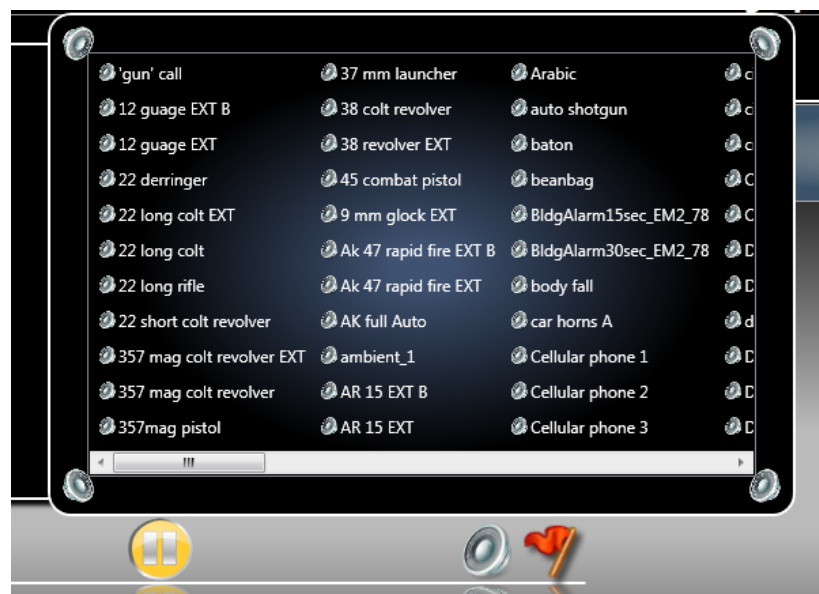 'gun' call
12 guage EXT B
12 guage EXT
22 derringer
22 long colt EXT
22 long colt
22 long rifle
22 short colt revolver
357 mag colt revolver EXT
357 mag colt revolver
357mag pistol
37 mm launcher
38 colt revolver
38 revolver EXT
45 combat pistol
9 mm glock EXT
Ak 47 rapid fire EXT B
Ak 47 rapid fire EXT
AK full Auto
ambient_1
AR 15 EXT B
AR 15 EXT
Arabic
auto shotgun
baton
beanbag
BldgAlarm15sec_EM2_78
BldgAlarm30sec_EM2_78
body fall
car horns A
Cellular phone 1
Cellular phone 2
Cellular phone 3